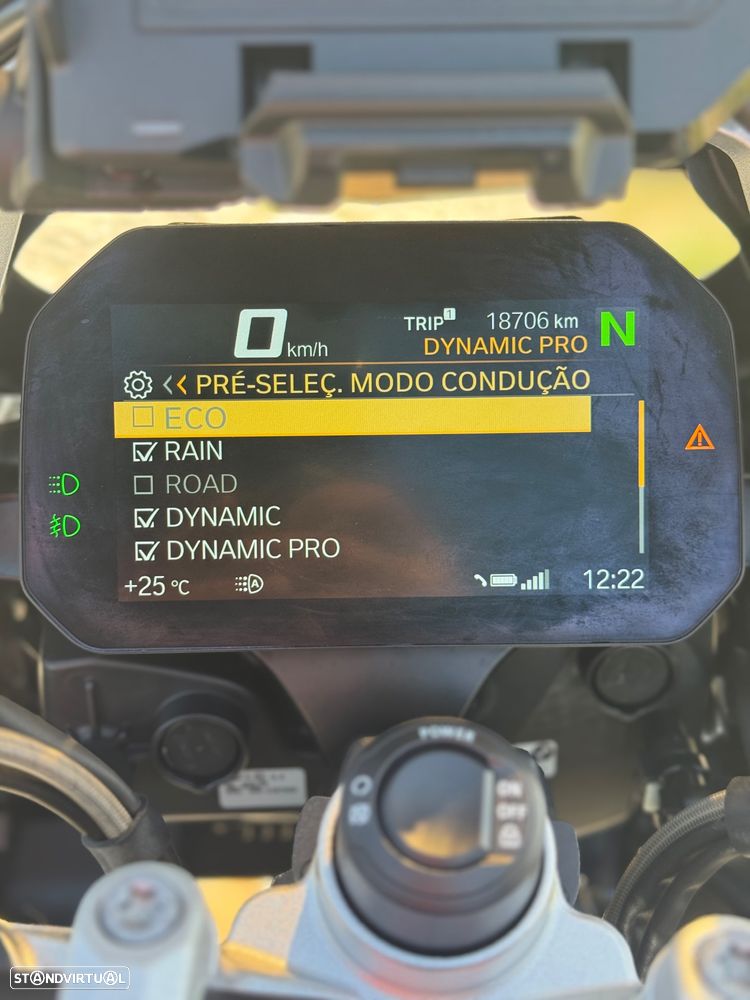 0 km/h
TRIP 1 18706 km
N
DYNAMIC PRO
<< PRÉ-SELEÇ. MODO CONDUÇÃO
ECO
RAIN
ROAD
DYNAMIC
DYNAMIC PRO
+25 °C
A
12:22
POWER
ON
OFF
STANDVIRTUAL